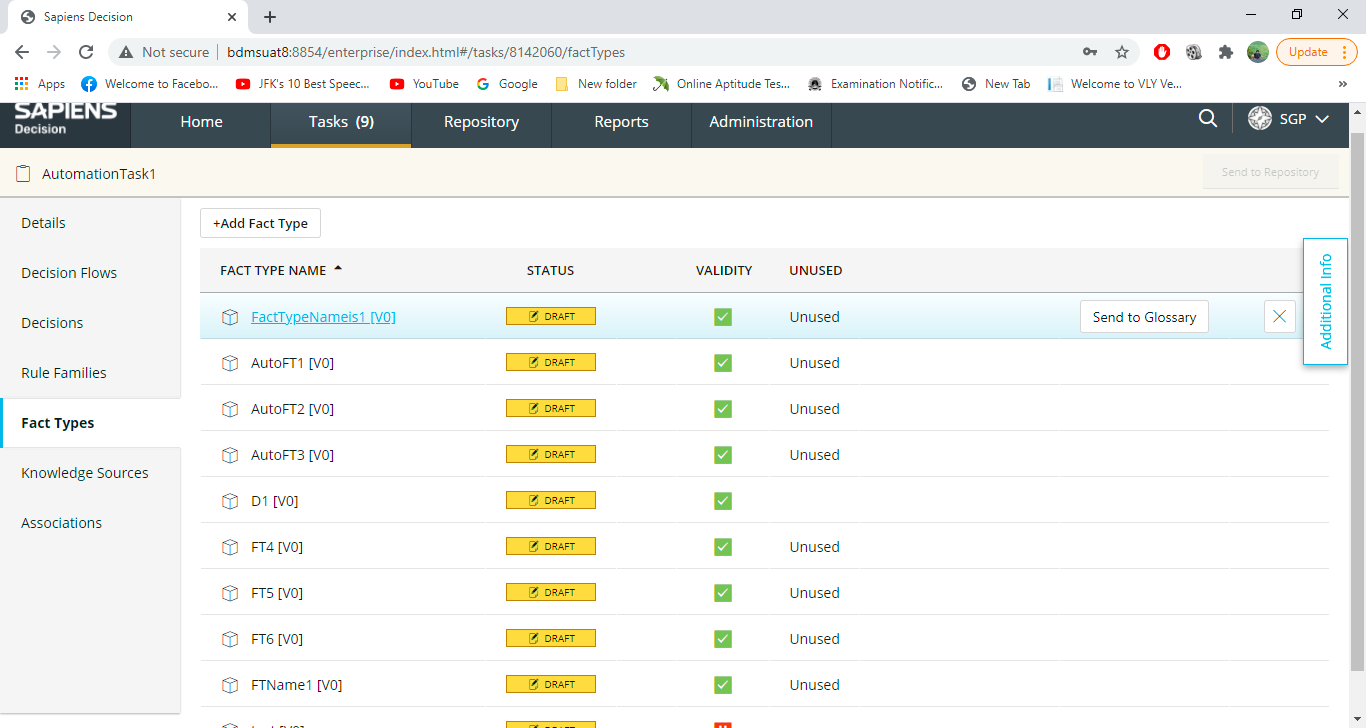 Sapiens Decision
Not secure
bdmsuat8:8854/enterprise/index.html#/tasks/8142060/factTypes
Update
Apps
Welcome to Facebo...
JFK's 10 Best Speec...
YouTube
Google
New folder
Online Aptitude Tes...
Examination Notific...
New Tab
Welcome to VLY Ve...
»
SAPIENS
Decision
Home
Tasks (9)
Repository
Reports
Administration
SGP
AutomationTask1
Send to Repository
Details
Decision Flows
Decisions
Rule Families
Fact Types
Knowledge Sources
Associations
+Add Fact Type
FACT TYPE NAME STATUS VALIDITY UNUSED
FactTypeNameis1 [V0] DRAFT Unused Send to Glossary
AutoFT1 [V0] DRAFT Unused
AutoFT2 [V0] DRAFT Unused
AutoFT3 [V0] DRAFT Unused
D1 [V0] DRAFT
FT4 [V0] DRAFT Unused
FT5 [V0] DRAFT Unused
FT6 [V0] DRAFT Unused
FTName1 [V0] DRAFT Unused
Additional Info